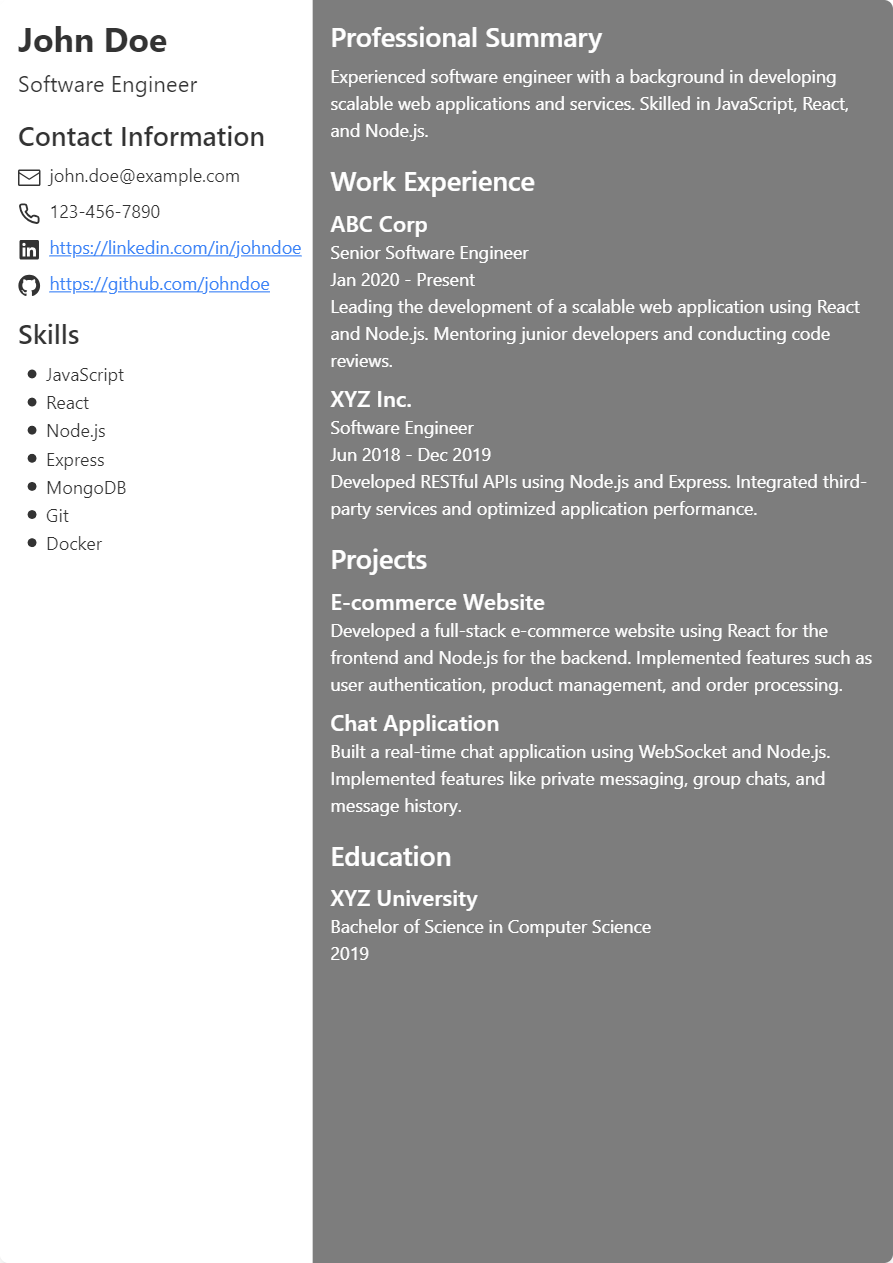 John Doe
Software Engineer
Contact Information
john.doe@example.com
123-456-7890
https://linkedin.com/in/johndoe
https://github.com/johndoe
Skills
JavaScript
React
Node.js
Express
MongoDB
Git
Docker
Professional Summary
Experienced software engineer with a background in developing
scalable web applications and services. Skilled in JavaScript, React,
and Node.js.
Work Experience
ABC Corp
Senior Software Engineer
Jan 2020 - Present
Leading the development of a scalable web application using React
and Node.js. Mentoring junior developers and conducting code
reviews.
XYZ Inc.
Software Engineer
Jun 2018 - Dec 2019
Developed RESTful APIs using Node.js and Express. Integrated third-
party services and optimized application performance.
Projects
E-commerce Website
Developed a full-stack e-commerce website using React for the
frontend and Node.js for the backend. Implemented features such as
user authentication, product management, and order processing.
Chat Application
Built a real-time chat application using WebSocket and Node.js.
Implemented features like private messaging, group chats, and
message history.
Education
XYZ University
Bachelor of Science in Computer Science
2019